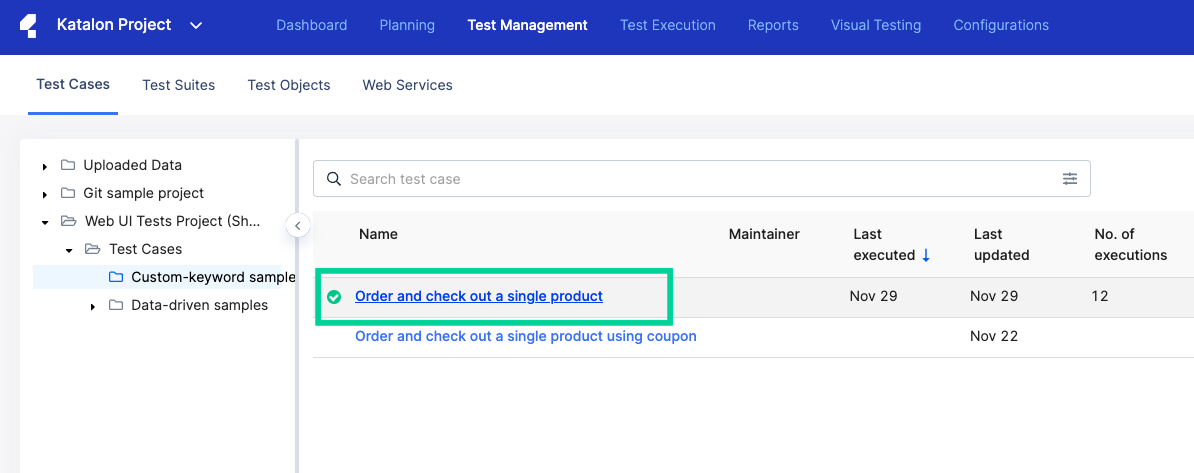 Katalon Project
Dashboard Planning Test Management Test Execution Reports Visual Testing Configurations
Test Cases Test Suites Test Objects Web Services
Uploaded Data
Git sample project
Web UI Tests Project (Sh...
Test Cases
Custom-keyword sample
Data-driven samples
Search test case
Name Maintainer Last executed Last updated No. of executions
Order and check out a single product Nov 29 Nov 29 12
Order and check out a single product using coupon Nov 22